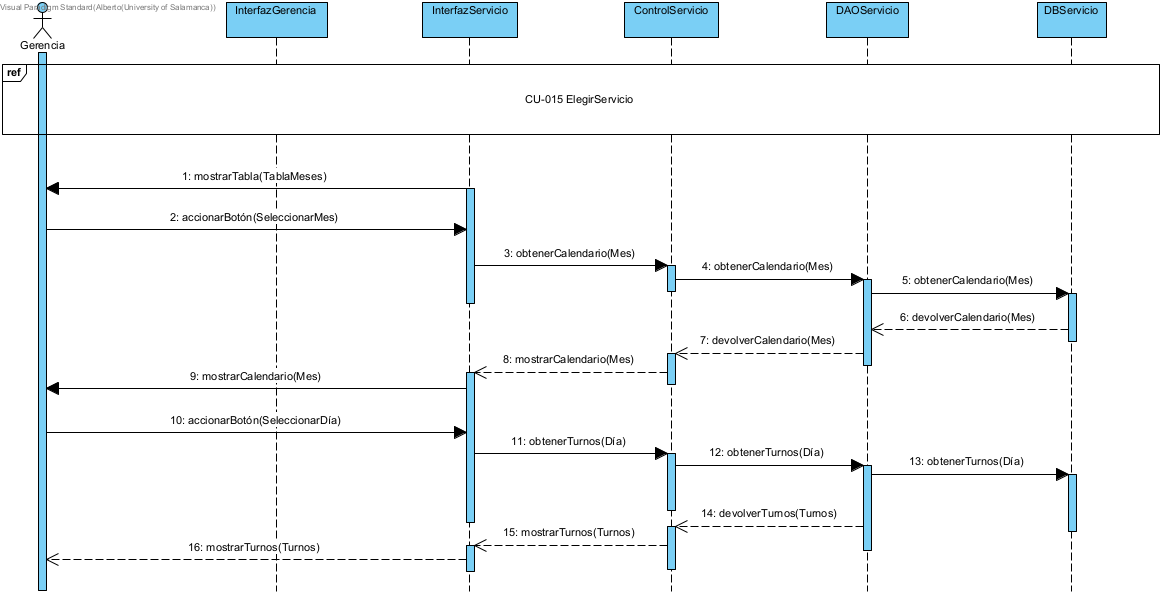 Visual Paradigm Standard(Alberto(University of Salamanca))
Gerencia
InterfazGerencia
InterfazServicio
ControlServicio
DAOServicio
DBServicio
ref
CU-015 ElegirServicio
1: mostrarTabla(TablaMeses)
2: accionarBotón(SeleccionarMes)
3: obtenerCalendario(Mes)
4: obtenerCalendario(Mes)
5: obtenerCalendario(Mes)
6: devolverCalendario(Mes)
7: devolverCalendario(Mes)
8: mostrarCalendario(Mes)
9: mostrarCalendario(Mes)
10: accionarBotón(SeleccionarDía)
11: obtenerTurnos(Día)
12: obtenerTurnos(Día)
13: obtenerTurnos(Día)
14: devolverTurnos(Turnos)
15: mostrarTurnos(Turnos)
16: mostrarTurnos(Turnos)